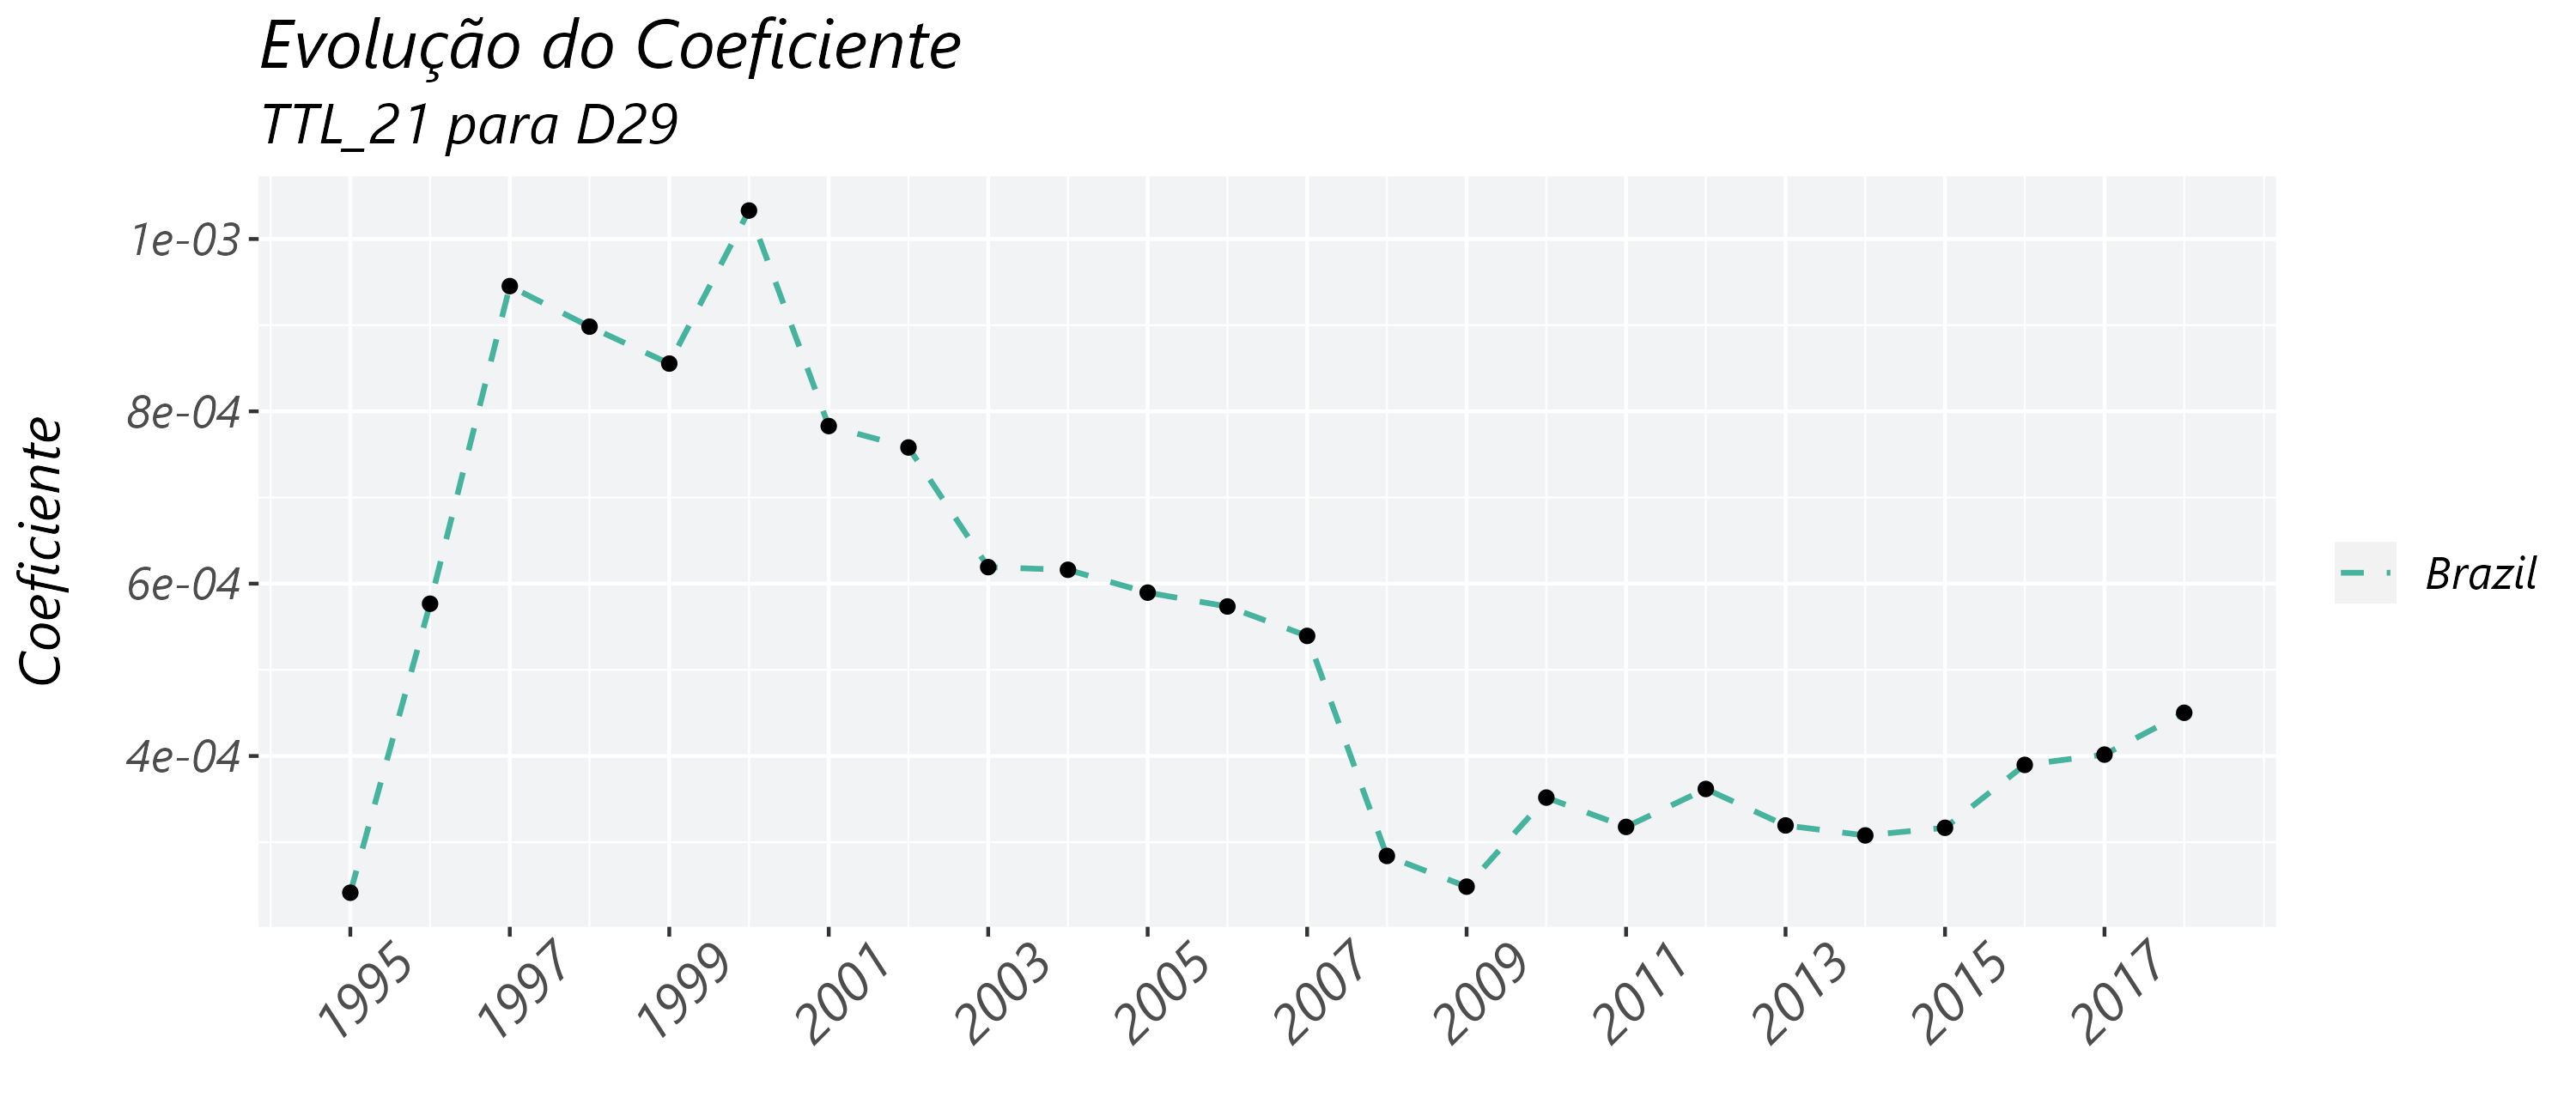 Evolução do Coeficiente
TTL_21 para D29
Coeficiente
1e-03
8e-04
6e-04
4e-04
1995
1997
1999
2001
2003
2005
2007
2009
2011
2013
2015
2017
Brazil